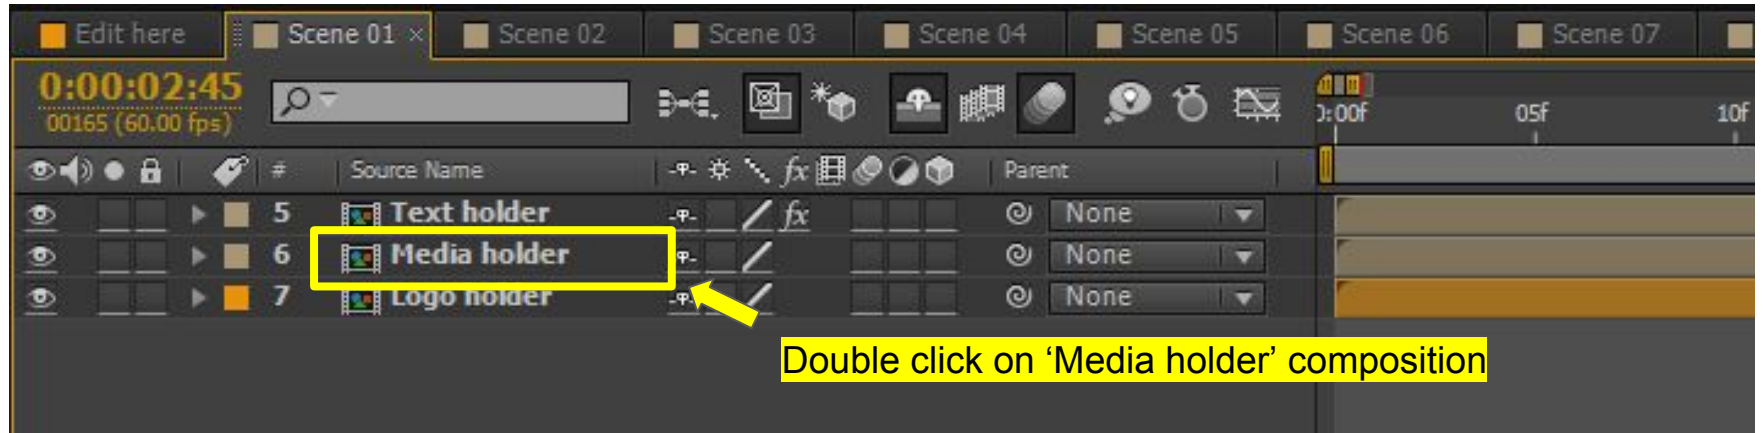 Edit here Scene 01 × Scene 02 Scene 03 Scene 04 Scene 05 Scene 06 Scene 07
0:00:02:45
00165 (60.00 fps)
0:00f 05f 10f
# Source Name fx Parent
5 Text holder fx None
6 Media holder None
7 Logo holder None
Double click on ‘Media holder’ composition